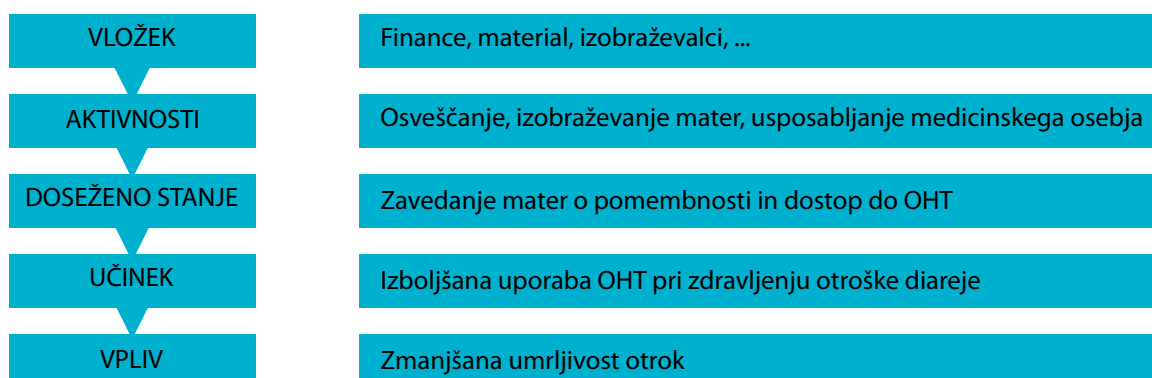 VLOŽEK
Finance, material, izobraževalci, ...
AKTIVNOSTI
Osveščanje, izobraževanje mater, usposabljanje medicinskega osebja
DOSEŽENO STANJE
Zavedanje mater o pomembnosti in dostop do OHT
UČINEK
Izboljšana uporaba OHT pri zdravljenju otroške diareje
VPLIV
Zmanjšana umrljivost otrok